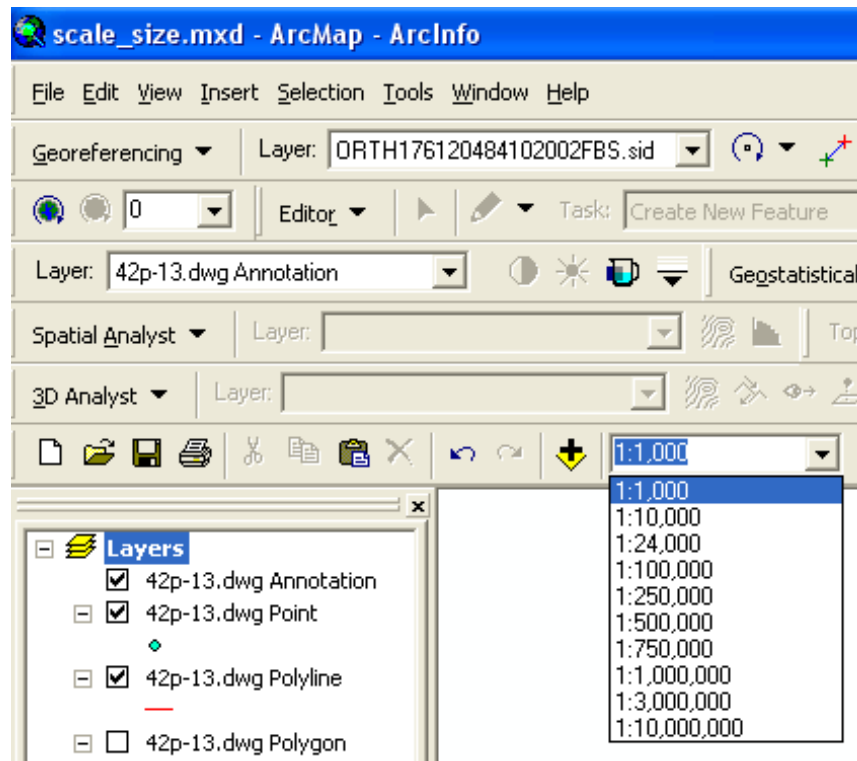 scale_size.mxd - ArcMap - ArcInfo
File Edit View Insert Selection Tools Window Help
Georeferencing Layer: ORTH176120484102002FBS.sid
0 Editor Task: Create New Feature
Layer: 42p-13.dwg Annotation Geostatistical
Spatial Analyst Layer: Top
3D Analyst Layer:
1:1,000
1:1,000
1:10,000
1:24,000
1:100,000
1:250,000
1:500,000
1:750,000
1:1,000,000
1:3,000,000
1:10,000,000
Layers
42p-13.dwg Annotation
42p-13.dwg Point
42p-13.dwg Polyline
42p-13.dwg Polygon